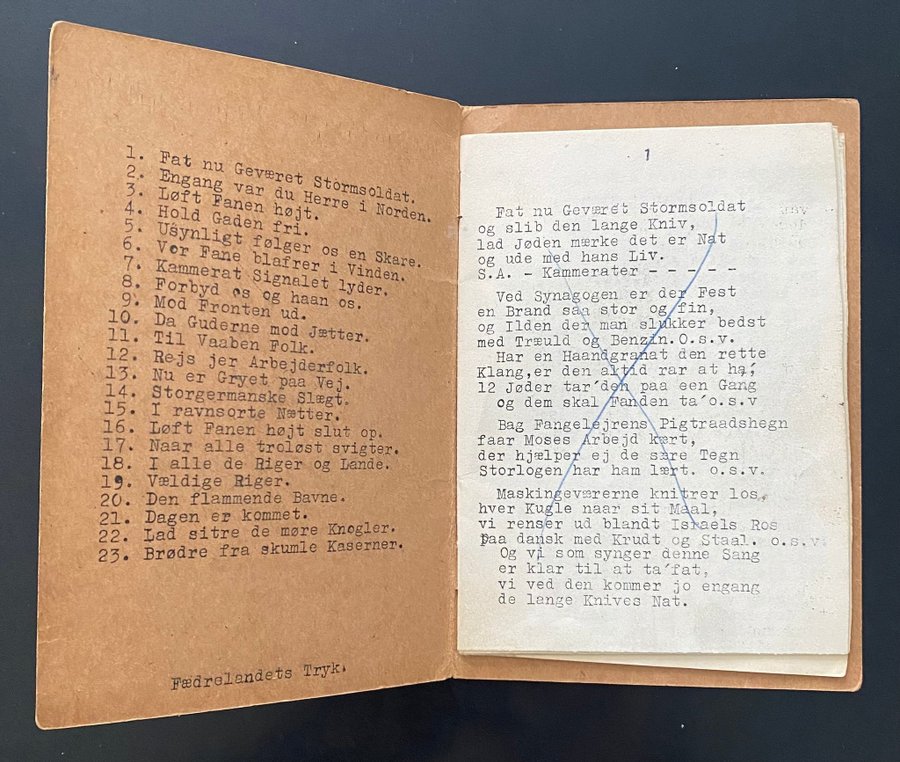 1. Fat nu Geværet Stormsoldat.
2. Engang var du Herre i Norden.
3. Løft Fanen højt.
4. Hold Gaden fri.
5. Usynligt følger os en Skare.
6. Vor Fane blafrer i Vinden.
7. Kammerat Signalet lyder.
8. Forbyd os og haan os.
9. Mod Fronten ud.
10. Da Guderne mod Jætter.
11. Til Vaaben Folk.
12. Rejs jer Arbejderfolk.
13. Nu er Gryet paa Vej.
14. Storgermanske Slægt.
15. I ravnsorte Nætter.
16. Løft Fanen højt slut op.
17. Naar alle troløst svigter.
18. I alle de Riger og Lande.
19. Vældige Riger.
20. Den flammende Bavne.
21. Dagen er kommet.
22. Lad sitre de møre Knogler.
23. Brødre fra skumle Kaserner.
Fædrelandets Tryk.
1
Fat nu Geværet Stormsoldat
og slib den lange Kniv,
lad Jøden mærke det er Nat
og ude med hans Liv.
S.A. - Kammerater - - - - -
Ved Synagogen er der Fest
en Brand saa stor og fin,
og Ilden der man slukker bedst
med Træuld og Benzin.O.s.v.
Har en Haandgranat den rette
Klang,er den altid rar at ha,
12 Jøder tar'den paa een Gang
og dem skal Fanden ta'o.s.v
Bag Fangelejrens Pigtraadshegn
faar Moses Arbejd kært,
der hjælper ej de sære Tegn
Storlogen har ham lært. o.s.v.
Maskingeværerne knitrer los,
hver Kugle naar sit Maal,
vi renser ud blandt Israels Ros
paa dansk med Krudt og Staal. o.s.v.
Og vi som synger denne Sang
er klar til at ta'fat,
vi ved den kommer jo engang
de lange Knives Nat.